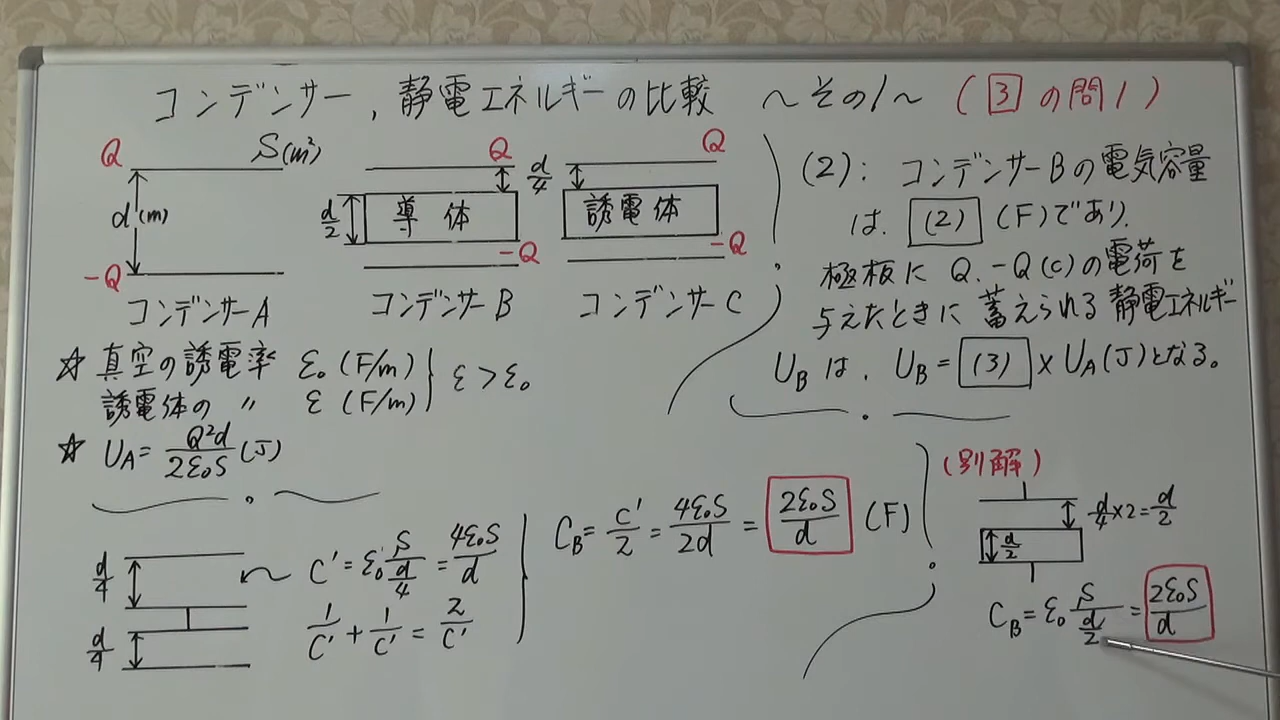 コンデンサー, 静電エネルギーの比較 〜その1〜 (3の問1)
Q S(m²)
d(m)
-Q
コンデンサーA
Q
d/2 導体
-Q
コンデンサーB
Q
d/4
誘電体
-Q
コンデンサーC
☆ 真空の誘電率 ε₀ (F/m)
誘電体の 〃 ε (F/m) } ε > ε₀
☆ U_A = Q²d/2ε₀S (J)
(2): コンデンサーBの電気容量
は. (2) (F)であり.
極板に Q. -Q(c)の電荷を
与えたときに蓄えられる静電エネルギー
U_B は. U_B = (3) × U_A (J)となる。
d/4
d/4
C' = ε₀ S/(d/4) = 4ε₀S/d
1/C' + 1/C' = 2/C'
C_B = C'/2 = 4ε₀S/2d = 2ε₀S/d (F)
(別解)
d/4 ×2 = d/2
d/2
C_B = ε₀ S/(d/2) = 2ε₀S/d